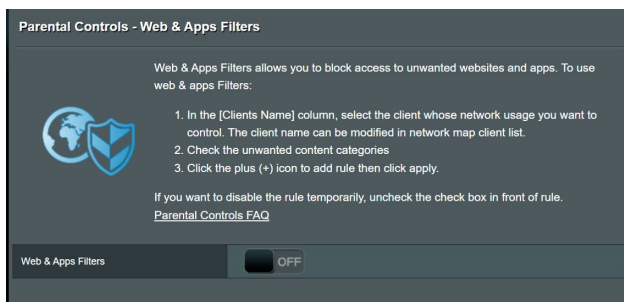 Parental Controls - Web & Apps Filters
Web & Apps Filters allows you to block access to unwanted websites and apps. To use
web & apps Filters:
1. In the [Clients Name] column, select the client whose network usage you want to
control. The client name can be modified in network map client list.
2. Check the unwanted content categories
3. Click the plus (+) icon to add rule then click apply.
If you want to disable the rule temporarily, uncheck the check box in front of rule.
Parental Controls FAQ
Web & Apps Filters
OFF